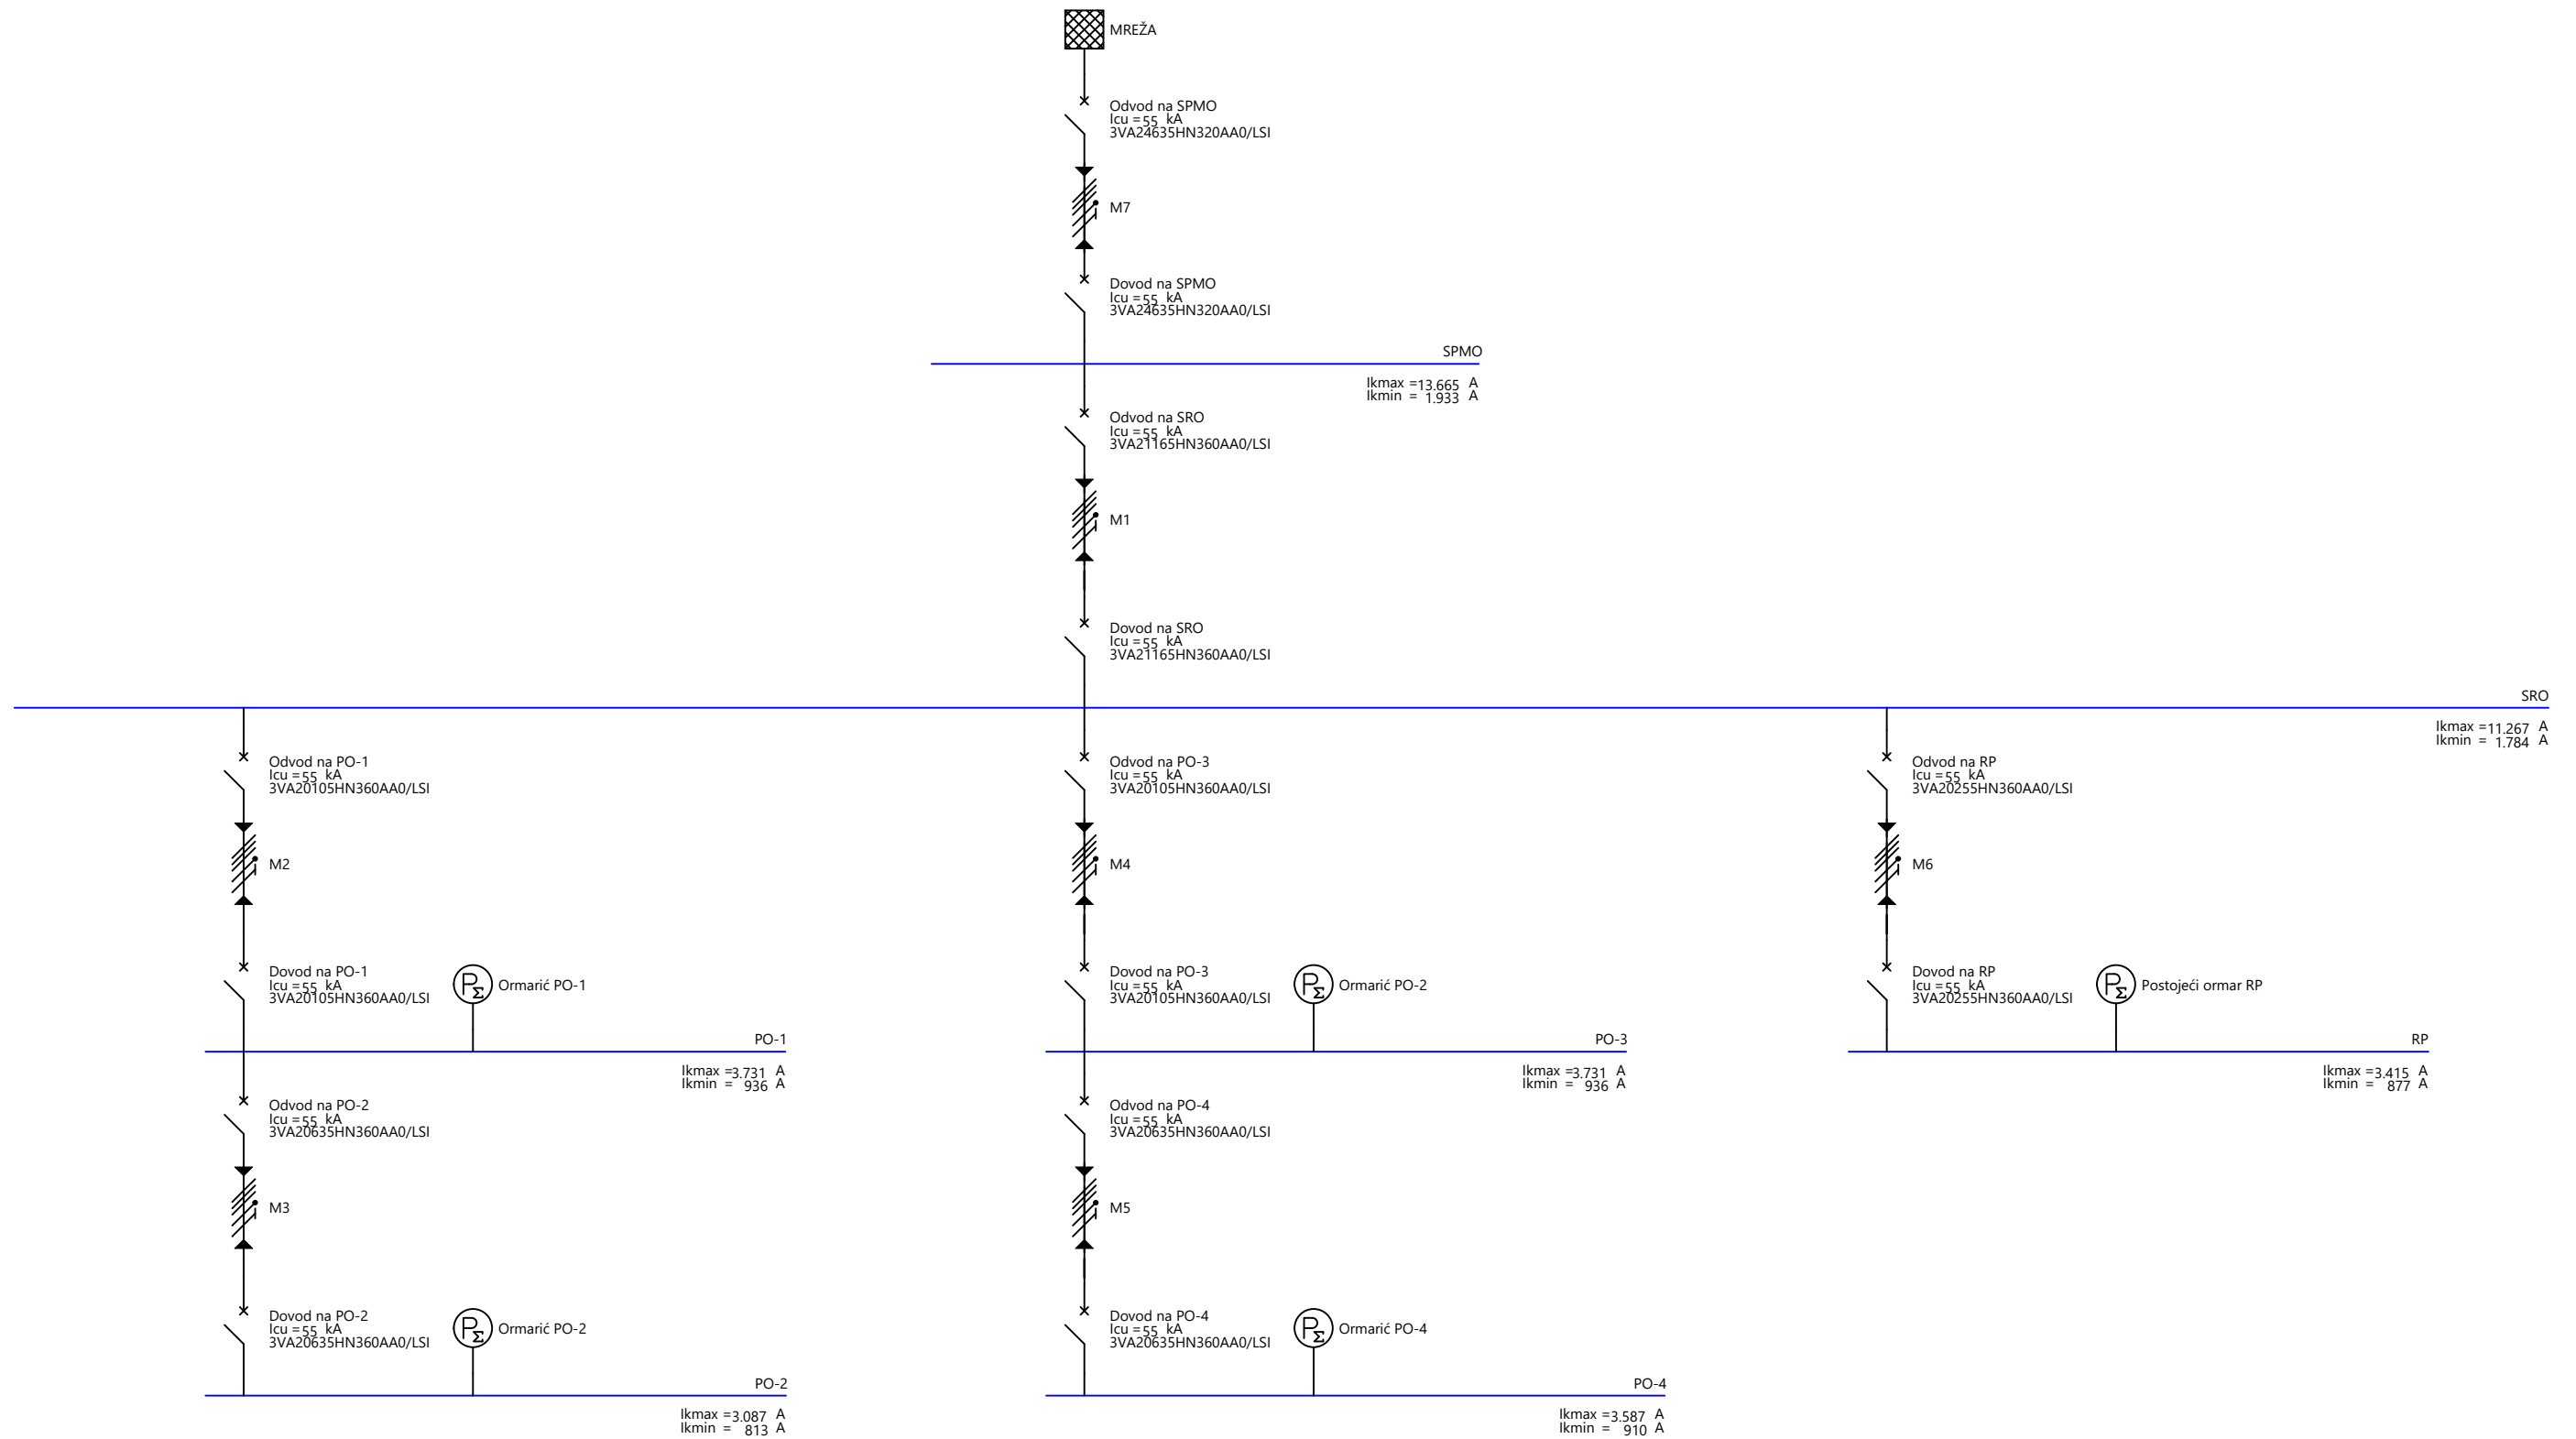 MREŽA
Odvod na SPMO
Icu = 55 kA
3VA24635HN320AA0/LSI
M7
Dovod na SPMO
Icu = 55 kA
3VA24635HN320AA0/LSI
SPMO
Ikmax = 13.665 A
Ikmin = 1.933 A
Odvod na SRO
Icu = 55 kA
3VA21165HN360AA0/LSI
M1
Dovod na SRO
Icu = 55 kA
3VA21165HN360AA0/LSI
SRO
Ikmax = 11.267 A
Ikmin = 1.784 A
Odvod na PO-1
Icu = 55 kA
3VA20105HN360AA0/LSI
M2
Dovod na PO-1
Icu = 55 kA
3VA20105HN360AA0/LSI
Ormarić PO-1
PO-1
Ikmax = 3.731 A
Ikmin = 936 A
Odvod na PO-2
Icu = 55 kA
3VA20635HN360AA0/LSI
M3
Dovod na PO-2
Icu = 55 kA
3VA20635HN360AA0/LSI
Ormarić PO-2
PO-2
Ikmax = 3.087 A
Ikmin = 813 A
Odvod na PO-3
Icu = 55 kA
3VA20105HN360AA0/LSI
M4
Dovod na PO-3
Icu = 55 kA
3VA20105HN360AA0/LSI
Ormarić PO-2
PO-3
Ikmax = 3.731 A
Ikmin = 936 A
Odvod na PO-4
Icu = 55 kA
3VA20635HN360AA0/LSI
M5
Dovod na PO-4
Icu = 55 kA
3VA20635HN360AA0/LSI
Ormarić PO-4
PO-4
Ikmax = 3.587 A
Ikmin = 910 A
Odvod na RP
Icu = 55 kA
3VA20255HN360AA0/LSI
M6
Dovod na RP
Icu = 55 kA
3VA20255HN360AA0/LSI
Postojeći ormar RP
RP
Ikmax = 3.415 A
Ikmin = 877 A
PΣ
PΣ
PΣ
PΣ
PΣ